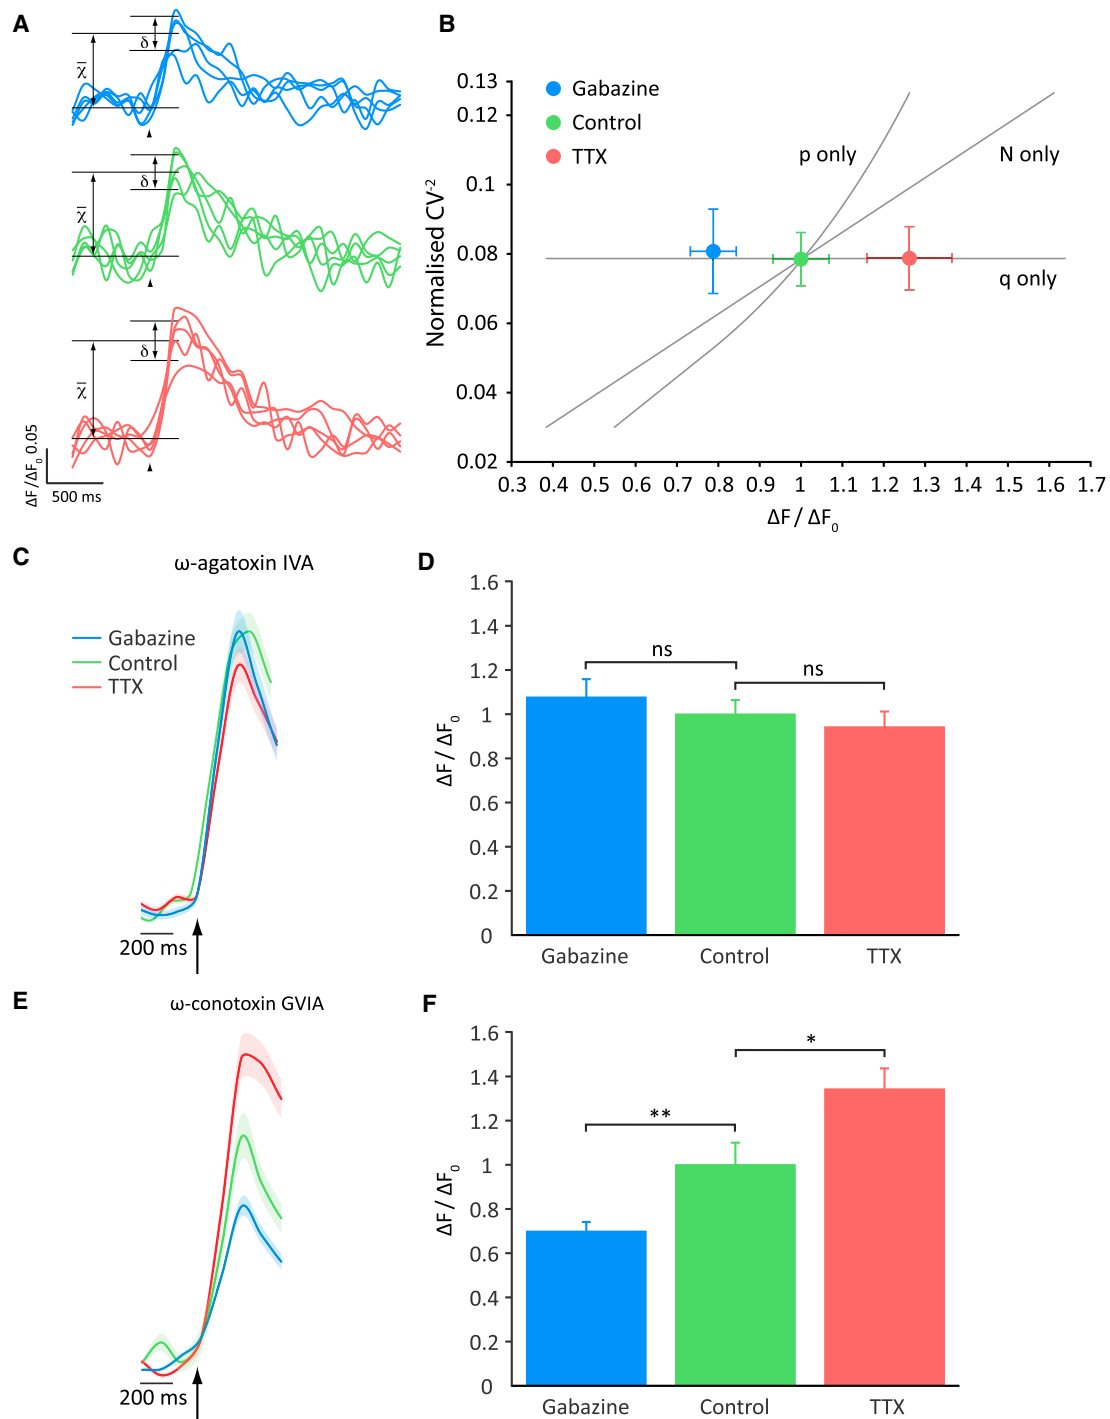 A
δ
χ̄
δ
χ̄
δ
χ̄
ΔF/ΔF₀ 0.05
500 ms
B
Normalised CV⁻²
0.13
0.12
0.1
0.08
0.06
0.04
0.02
Gabazine
Control
TTX
p only
N only
q only
0.3 0.4 0.5 0.6 0.7 0.8 0.9 1 1.1 1.2 1.3 1.4 1.5 1.6 1.7
ΔF / ΔF₀
C
ω-agatoxin IVA
Gabazine
Control
TTX
200 ms
D
ΔF / ΔF₀
1.6
1.4
1.2
1
0.8
0.6
0.4
0.2
0
ns
ns
Gabazine Control TTX
E
ω-conotoxin GVIA
200 ms
F
ΔF / ΔF₀
1.6
1.4
1.2
1
0.8
0.6
0.4
0.2
0
*
**
Gabazine Control TTX